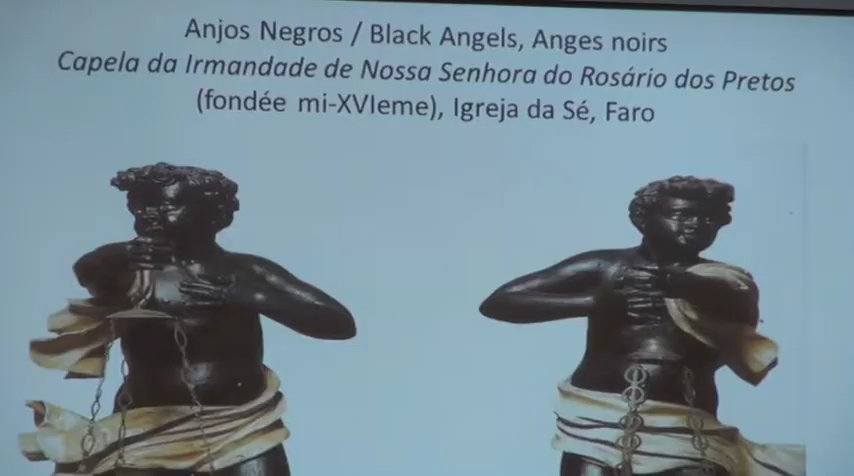 Anjos Negros / Black Angels, Anges noirs
Capela da Irmandade de Nossa Senhora do Rosário dos Pretos
(fondée mi-XVIeme), Igreja da Sé, Faro